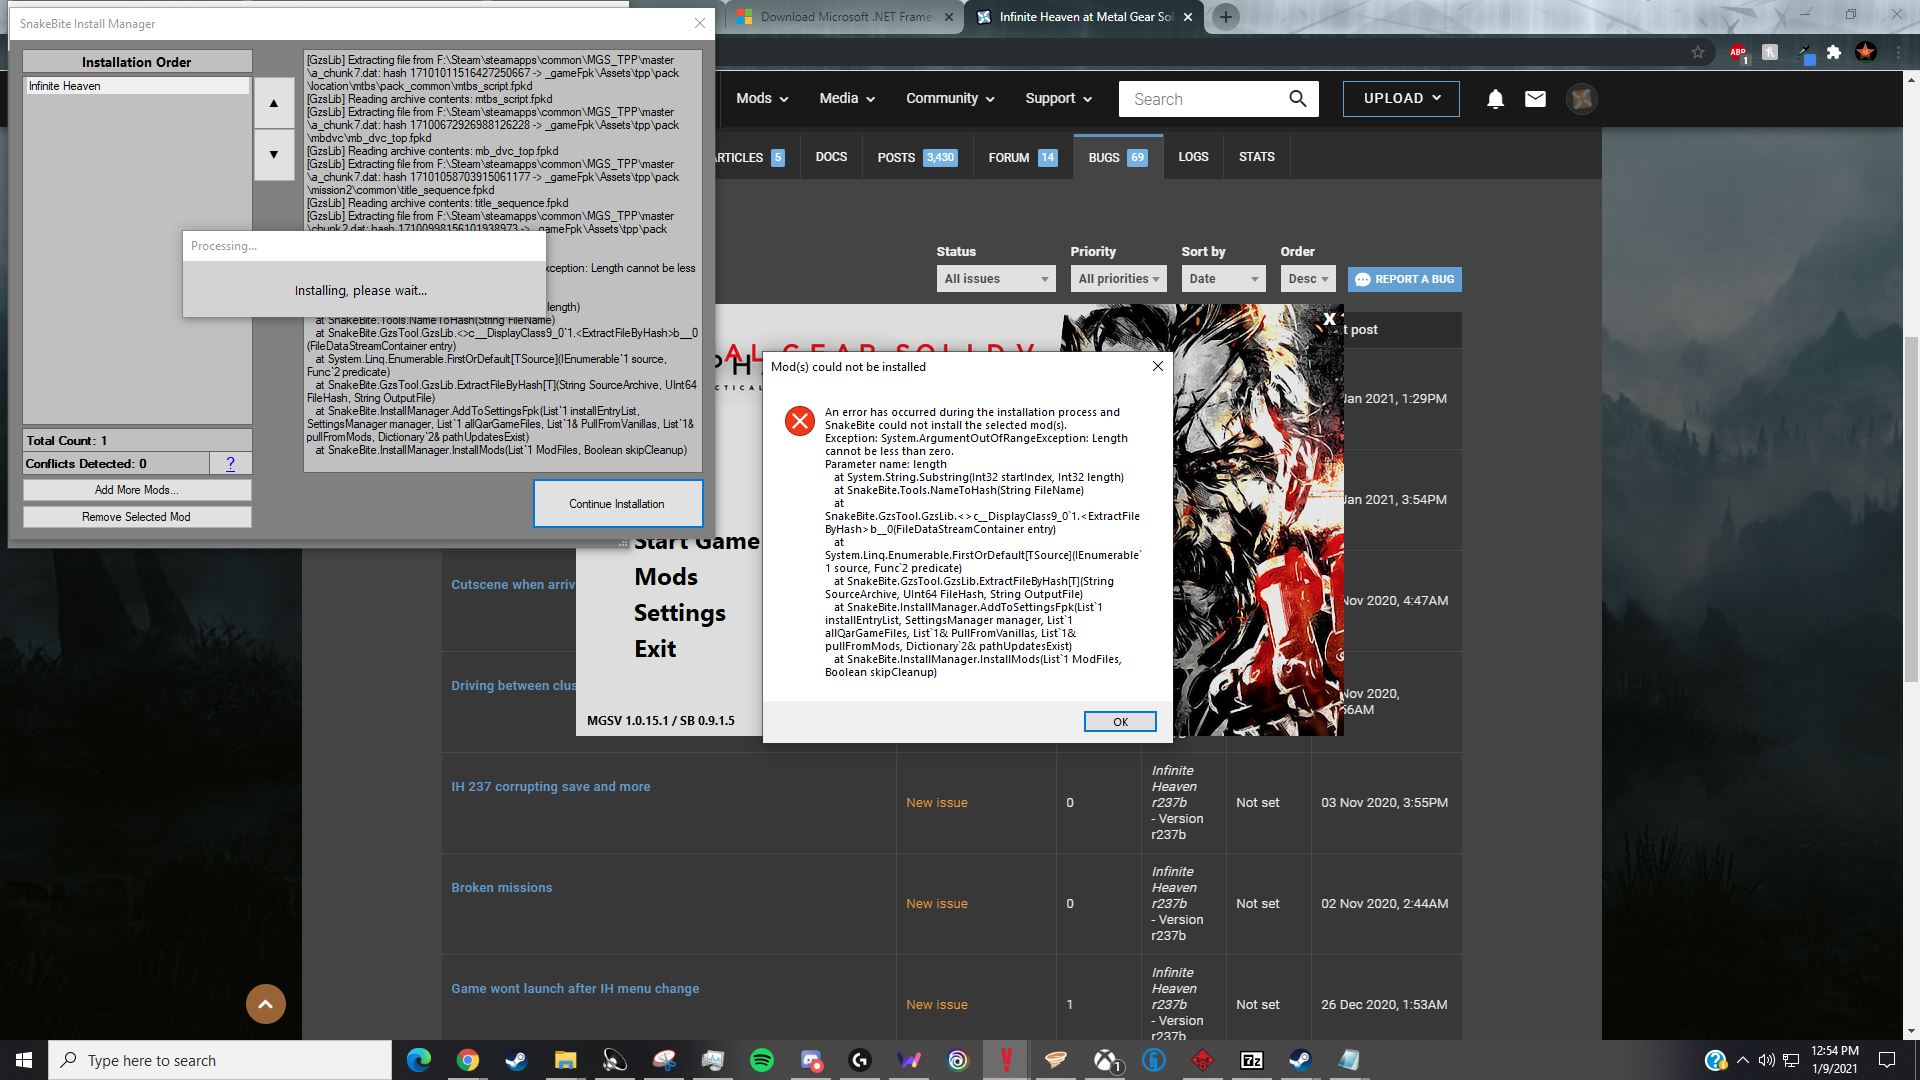 SnakeBite Install Manager
Installation Order
Infinite Heaven
▲
▼
Total Count: 1
Conflicts Detected: 0
?
Add More Mods...
Remove Selected Mod
[GzsLib] Extracting file from F:\Steam\steamapps\common\MGS_TPP\master
\a_chunk7.dat: hash 17101011516427250667 -> _gameFpk\Assets\tpp\pack
\location\mtbs\pack_common\mtbs_script.fpkd
[GzsLib] Reading archive contents: mtbs_script.fpkd
[GzsLib] Extracting file from F:\Steam\steamapps\common\MGS_TPP\master
\a_chunk7.dat: hash 17100672926988126228 -> _gameFpk\Assets\tpp\pack
\mbdvc\mb_dvc_top.fpkd
[GzsLib] Reading archive contents: mb_dvc_top.fpkd
[GzsLib] Extracting file from F:\Steam\steamapps\common\MGS_TPP\master
\a_chunk7.dat: hash 17101058703915061177 -> _gameFpk\Assets\tpp\pack
\mission2\common\title_sequence.fpkd
[GzsLib] Reading archive contents: title_sequence.fpkd
[GzsLib] Extracting file from F:\Steam\steamapps\common\MGS_TPP\master
\chunk2.dat: hash 17100998156101938973 -> _gameFpk\Assets\tpp\pack
xception: Length cannot be less
length)
at SnakeBite.Tools.NameToHash(String FileName)
at SnakeBite.GzsTool.GzsLib.<>c__DisplayClass9_0`1.<ExtractFileByHash>b__0
(FileDataStreamContainer entry)
at System.Linq.Enumerable.FirstOrDefault[TSource](IEnumerable`1 source,
Func`2 predicate)
at SnakeBite.GzsTool.GzsLib.ExtractFileByHash[T](String SourceArchive, UInt64
FileHash, String OutputFile)
at SnakeBite.InstallManager.AddToSettingsFpk(List`1 installEntryList,
SettingsManager manager, List`1 allQarGameFiles, List`1& PullFromVanillas, List`1&
pullFromMods, Dictionary`2& pathUpdatesExist)
at SnakeBite.InstallManager.InstallMods(List`1 ModFiles, Boolean skipCleanup)
Continue Installation
Processing...
Installing, please wait...
Download Microsoft .NET Frame
Infinite Heaven at Metal Gear So
ABP
1
Mods
Media
Community
Support
Search
UPLOAD
ARTICLES 5
DOCS
POSTS 3,430
FORUM 14
BUGS 69
LOGS
STATS
Status
Priority
Sort by
Order
All issues
All priorities
Date
Desc
REPORT A BUG
t post
AL GEAR SOLID V
PH
CTICAL
X
Start Game
Mods
Settings
Exit
MGSV 1.0.15.1 / SB 0.9.1.5
Mod(s) could not be installed
An error has occurred during the installation process and
SnakeBite could not install the selected mod(s).
Exception: System.ArgumentOutOfRangeException: Length
cannot be less than zero.
Parameter name: length
at System.String.Substring(Int32 startIndex, Int32 length)
at SnakeBite.Tools.NameToHash(String FileName)
at
SnakeBite.GzsTool.GzsLib.<>c__DisplayClass9_0`1.<ExtractFile
ByHash>b__0(FileDataStreamContainer entry)
at
System.Linq.Enumerable.FirstOrDefault[TSource](IEnumerable`
1 source, Func`2 predicate)
at SnakeBite.GzsTool.GzsLib.ExtractFileByHash[T](String
SourceArchive, UInt64 FileHash, String OutputFile)
at SnakeBite.InstallManager.AddToSettingsFpk(List`1
installEntryList, SettingsManager manager, List`1
allQarGameFiles, List`1& PullFromVanillas, List`1&
pullFromMods, Dictionary`2& pathUpdatesExist)
at SnakeBite.InstallManager.InstallMods(List`1 ModFiles,
Boolean skipCleanup)
OK
Jan 2021, 1:29PM
Jan 2021, 3:54PM
Cutscene when arriv
Nov 2020, 4:47AM
Driving between clus
Nov 2020,
56AM
IH 237 corrupting save and more
New issue
0
Infinite
Heaven
r237b
- Version
r237b
Not set
03 Nov 2020, 3:55PM
Broken missions
New issue
0
Infinite
Heaven
r237b
- Version
r237b
Not set
02 Nov 2020, 2:44AM
Game wont launch after IH menu change
New issue
1
Infinite
Heaven
r237b
- Version
r237b
Not set
26 Dec 2020, 1:53AM
Type here to search
7z
1
12:54 PM
1/9/2021